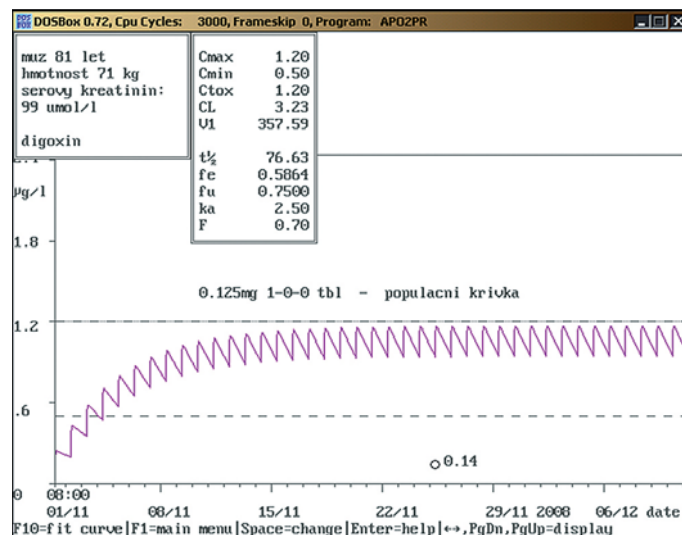 DOSBox 0.72, Cpu Cycles: 3000, Frameskip 0, Program: APO2PR
muz 81 let
hmotnost 71 kg
serovy kreatinin:
99 umol/l
digoxin
Cmax 1.20
Cmin 0.50
Ctox 1.20
CL 3.23
V1 357.59
t½ 76.63
fe 0.5864
fu 0.7500
ka 2.50
F 0.70
µg/l
1.8
0.125mg 1-0-0 tbl - populacni krivka
1.2
.6
0.14
0 08:00
01/11 08/11 15/11 22/11 29/11 2008 06/12 date
F10=fit curve|F1=main menu|Space=change|Enter=help|↔,PgDn,PgUp=display